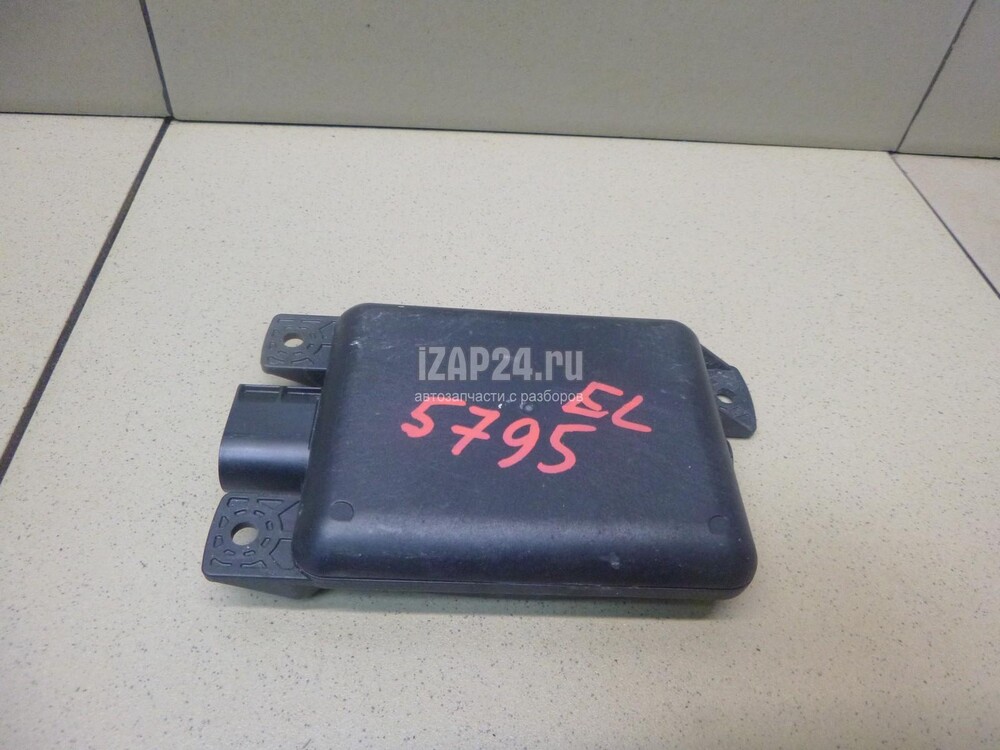 iZAP24.ru
автозапчасти с разборов
EL
5795